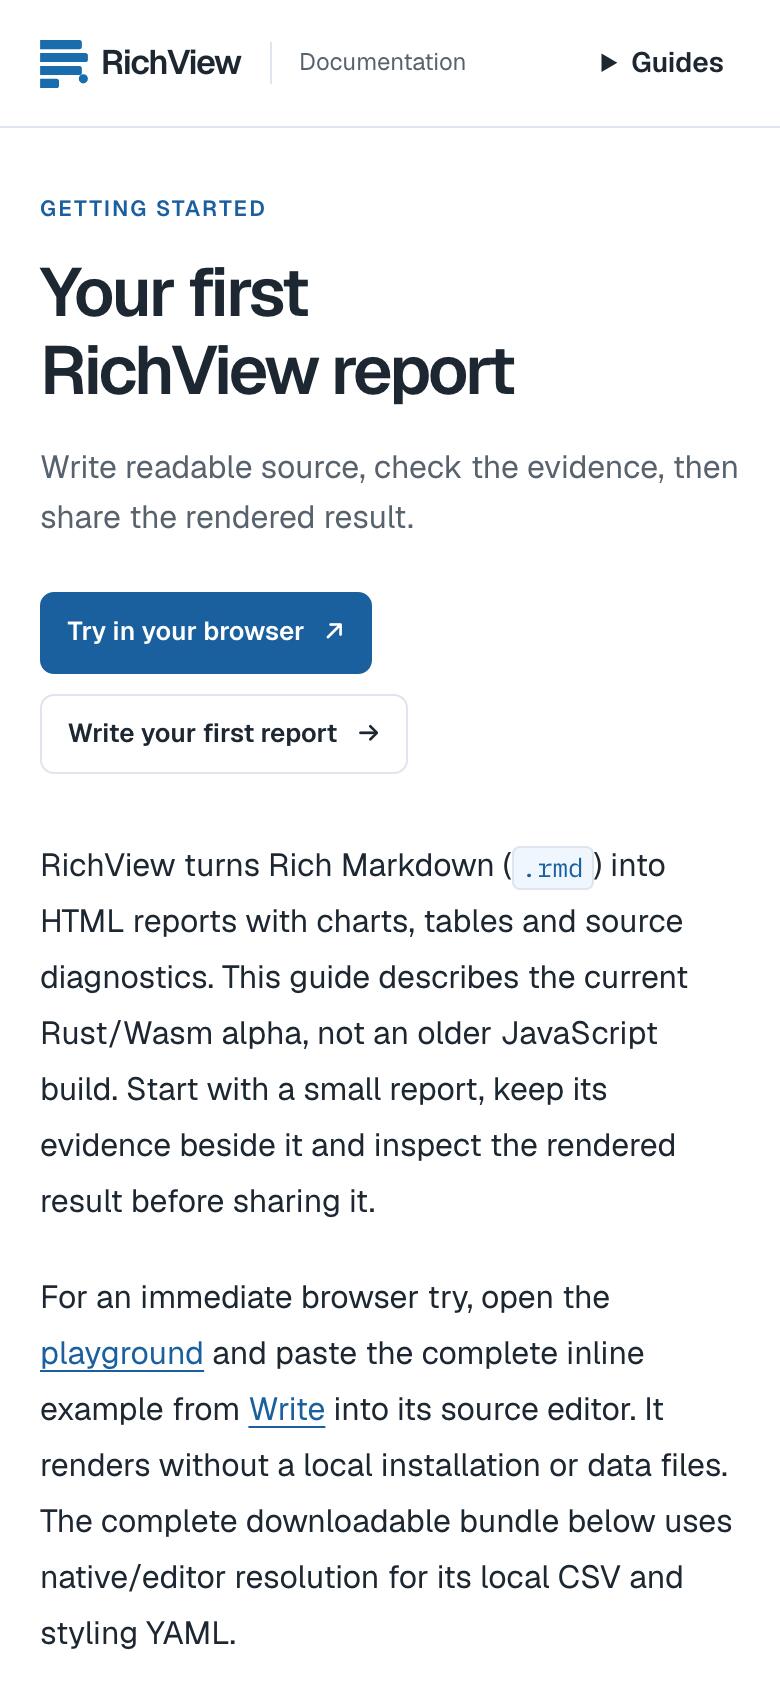 RichView
Documentation
▶ Guides
GETTING STARTED
Your first
RichView report
Write readable source, check the evidence, then
share the rendered result.
Try in your browser ↗
Write your first report →
RichView turns Rich Markdown (.rmd) into
HTML reports with charts, tables and source
diagnostics. This guide describes the current
Rust/Wasm alpha, not an older JavaScript
build. Start with a small report, keep its
evidence beside it and inspect the rendered
result before sharing it.
For an immediate browser try, open the
playground and paste the complete inline
example from Write into its source editor. It
renders without a local installation or data files.
The complete downloadable bundle below uses
native/editor resolution for its local CSV and
styling YAML.